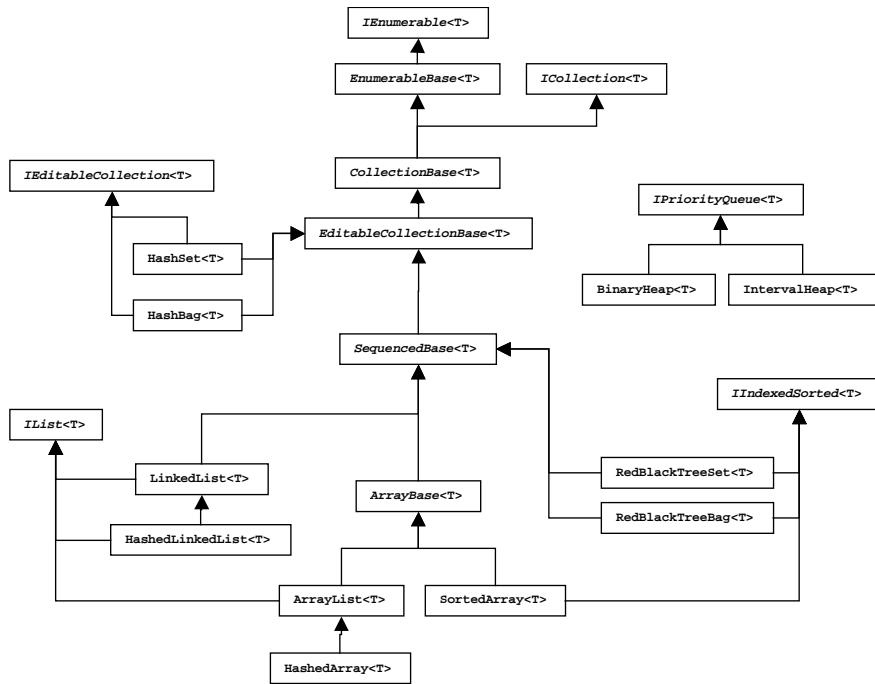 IEnumerable<T>
EnumerableBase<T>
ICollection<T>
IEditableCollection<T>
CollectionBase<T>
IPriorityQueue<T>
EditableCollectionBase<T>
HashSet<T>
BinaryHeap<T>
IntervalHeap<T>
HashBag<T>
SequencedBase<T>
IIndexedSorted<T>
IList<T>
LinkedList<T>
RedBlackTreeSet<T>
ArrayBase<T>
RedBlackTreeBag<T>
HashedLinkedList<T>
ArrayList<T>
SortedArray<T>
HashedArray<T>